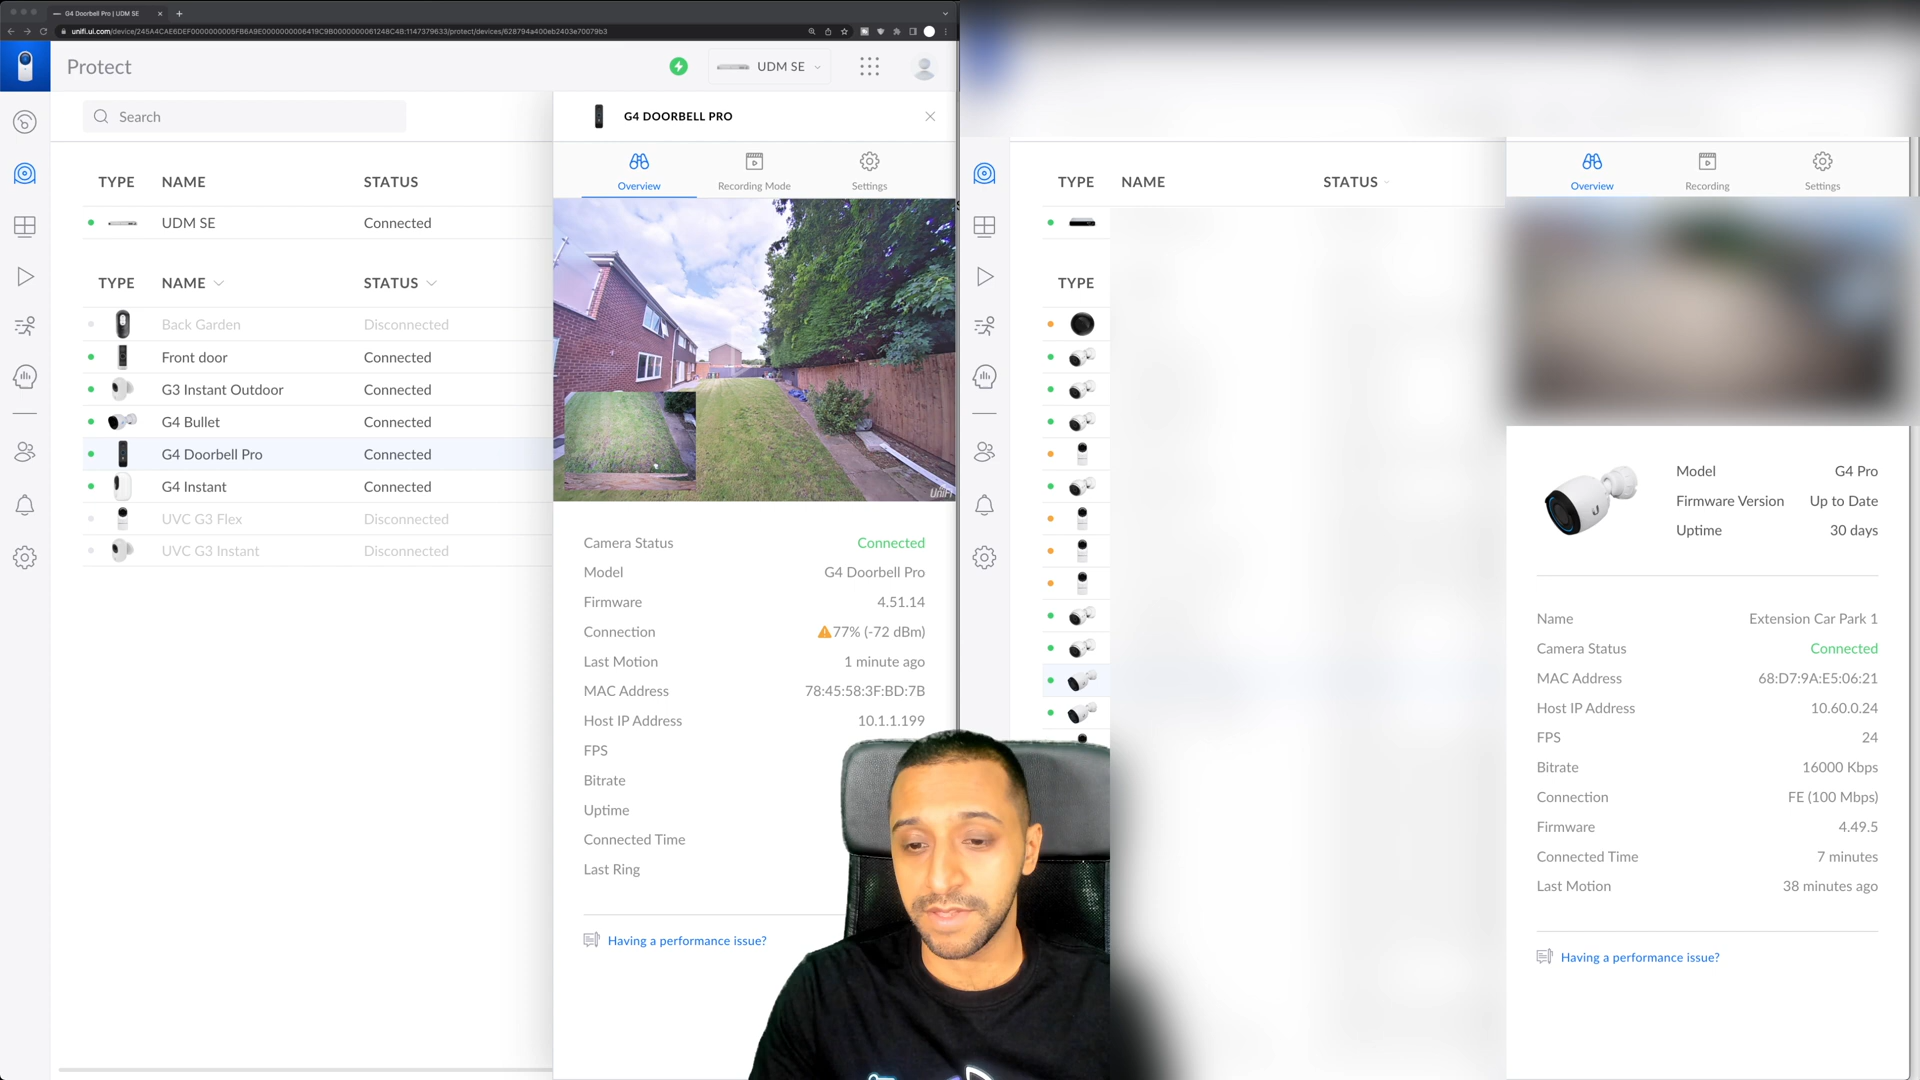 G4 Doorbell Pro | UDM SE
unifi.ui.com/device/245A4CAE6DEF0000000005FB6A9E0000000006419C9B0000000061248C4B:1147379633/protect/devices/628794a400eb2403e70079b3
Protect
UDM SE
Search
TYPE NAME STATUS
UDM SE Connected
TYPE NAME STATUS
Back Garden Disconnected
Front door Connected
G3 Instant Outdoor Connected
G4 Bullet Connected
G4 Doorbell Pro Connected
G4 Instant Connected
UVC G3 Flex Disconnected
UVC G3 Instant Disconnected
G4 DOORBELL PRO
Overview Recording Mode Settings
UniFi
Camera Status Connected
Model G4 Doorbell Pro
Firmware 4.51.14
Connection 77% (-72 dBm)
Last Motion 1 minute ago
MAC Address 78:45:58:3F:BD:7B
Host IP Address 10.1.1.199
FPS
Bitrate
Uptime
Connected Time
Last Ring
Having a performance issue?
TYPE NAME STATUS
TYPE
Overview Recording Settings
Model G4 Pro
Firmware Version Up to Date
Uptime 30 days
Name Extension Car Park 1
Camera Status Connected
MAC Address 68:D7:9A:E5:06:21
Host IP Address 10.60.0.24
FPS 24
Bitrate 16000 Kbps
Connection FE (100 Mbps)
Firmware 4.49.5
Connected Time 7 minutes
Last Motion 38 minutes ago
Having a performance issue?